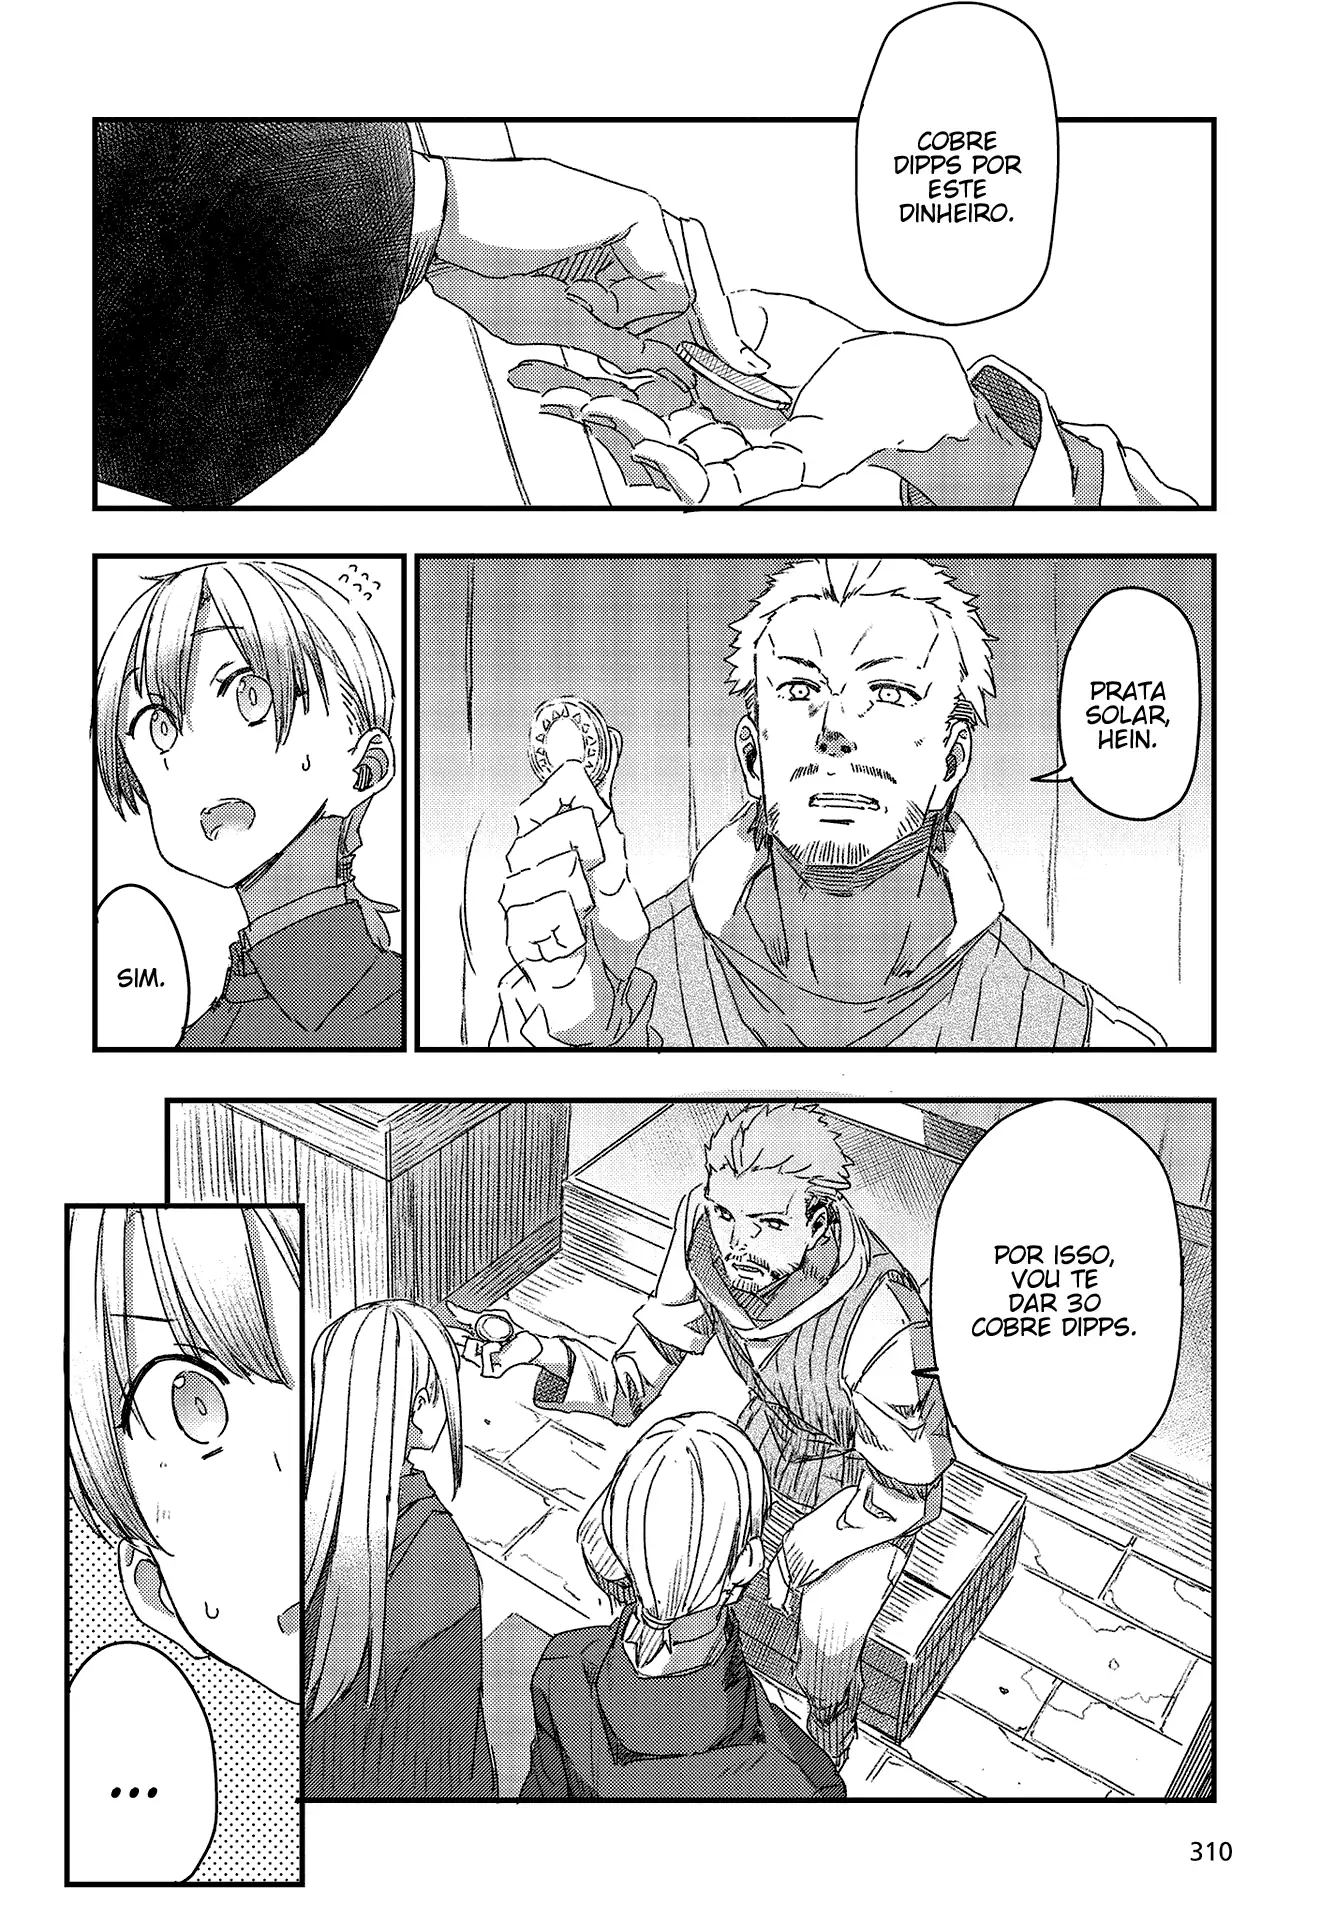 COBRE
DIPPS POR
ESTE
DINHEIRO.
PRATA
SOLAR,
HEIN.
SIM.
POR ISSO,
VOU TE
DAR 30
COBRE DIPPS.
...
310